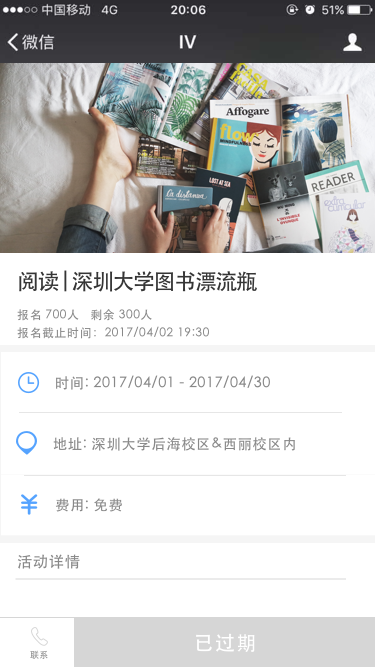 中国移动 4G 20:06 51%
微信 IV
CASA
Affogare
flow
MINDFULNESS
LOST AT SEA
la distanza
READER
阅读|深圳大学图书漂流瓶
报名 700人 剩余 300人
报名截止时间：2017/04/02 19:30
时间: 2017/04/01 - 2017/04/30
地址: 深圳大学后海校区&西丽校区内
费用: 免费
活动详情
联系
已过期